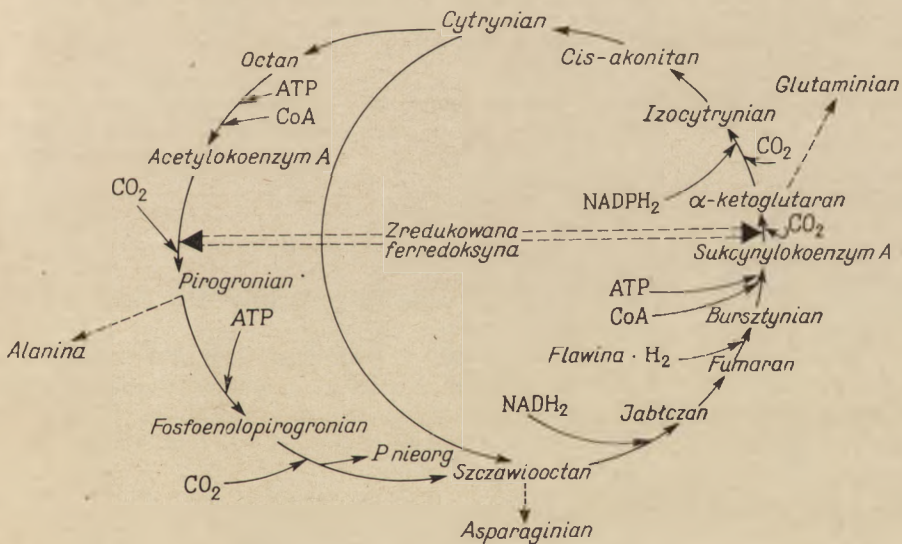 Cytrynian
Octan
Cis-akonitan
ATP
Glutaminian
CoA
Izocytrynian
Acetylokoenzym A
CO₂
CO₂
NADPH₂
α-ketoglutaran
Zredukowana
ferredoksyna
CO₂
Sukcynylokoenzym A
Pirogronian
ATP
ATP
CoA
Bursztynian
Alanina
Flawina · H₂
Fumaran
NADH₂
Jabłczan
Fosfoenolopirogronian
P nieorg
Szczawiooctan
CO₂
Asparaginian